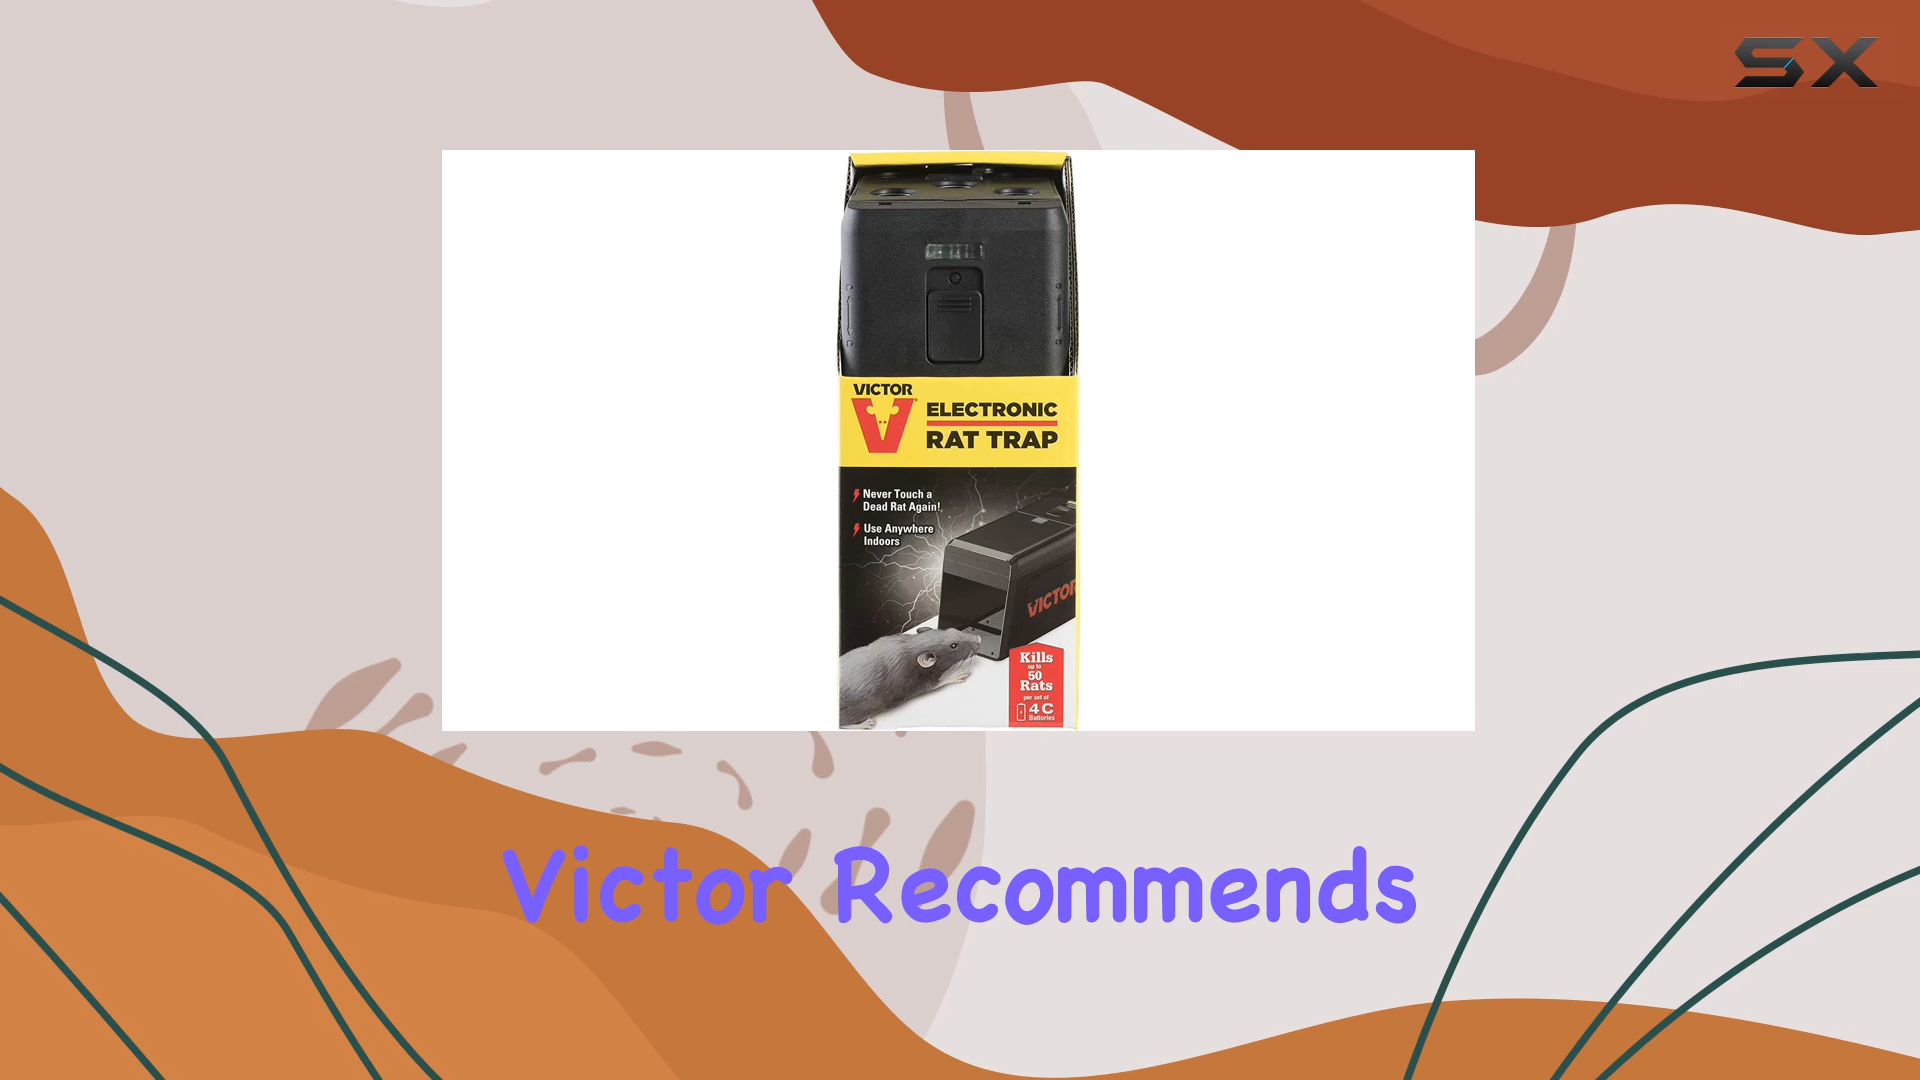 SX
VICTOR
ELECTRONIC
RAT TRAP
Never Touch a
Dead Rat Again!
Use Anywhere
Indoors
VICTOR
Kills
up to
50
Rats
per set of
4 C
Batteries
Victor Recommends